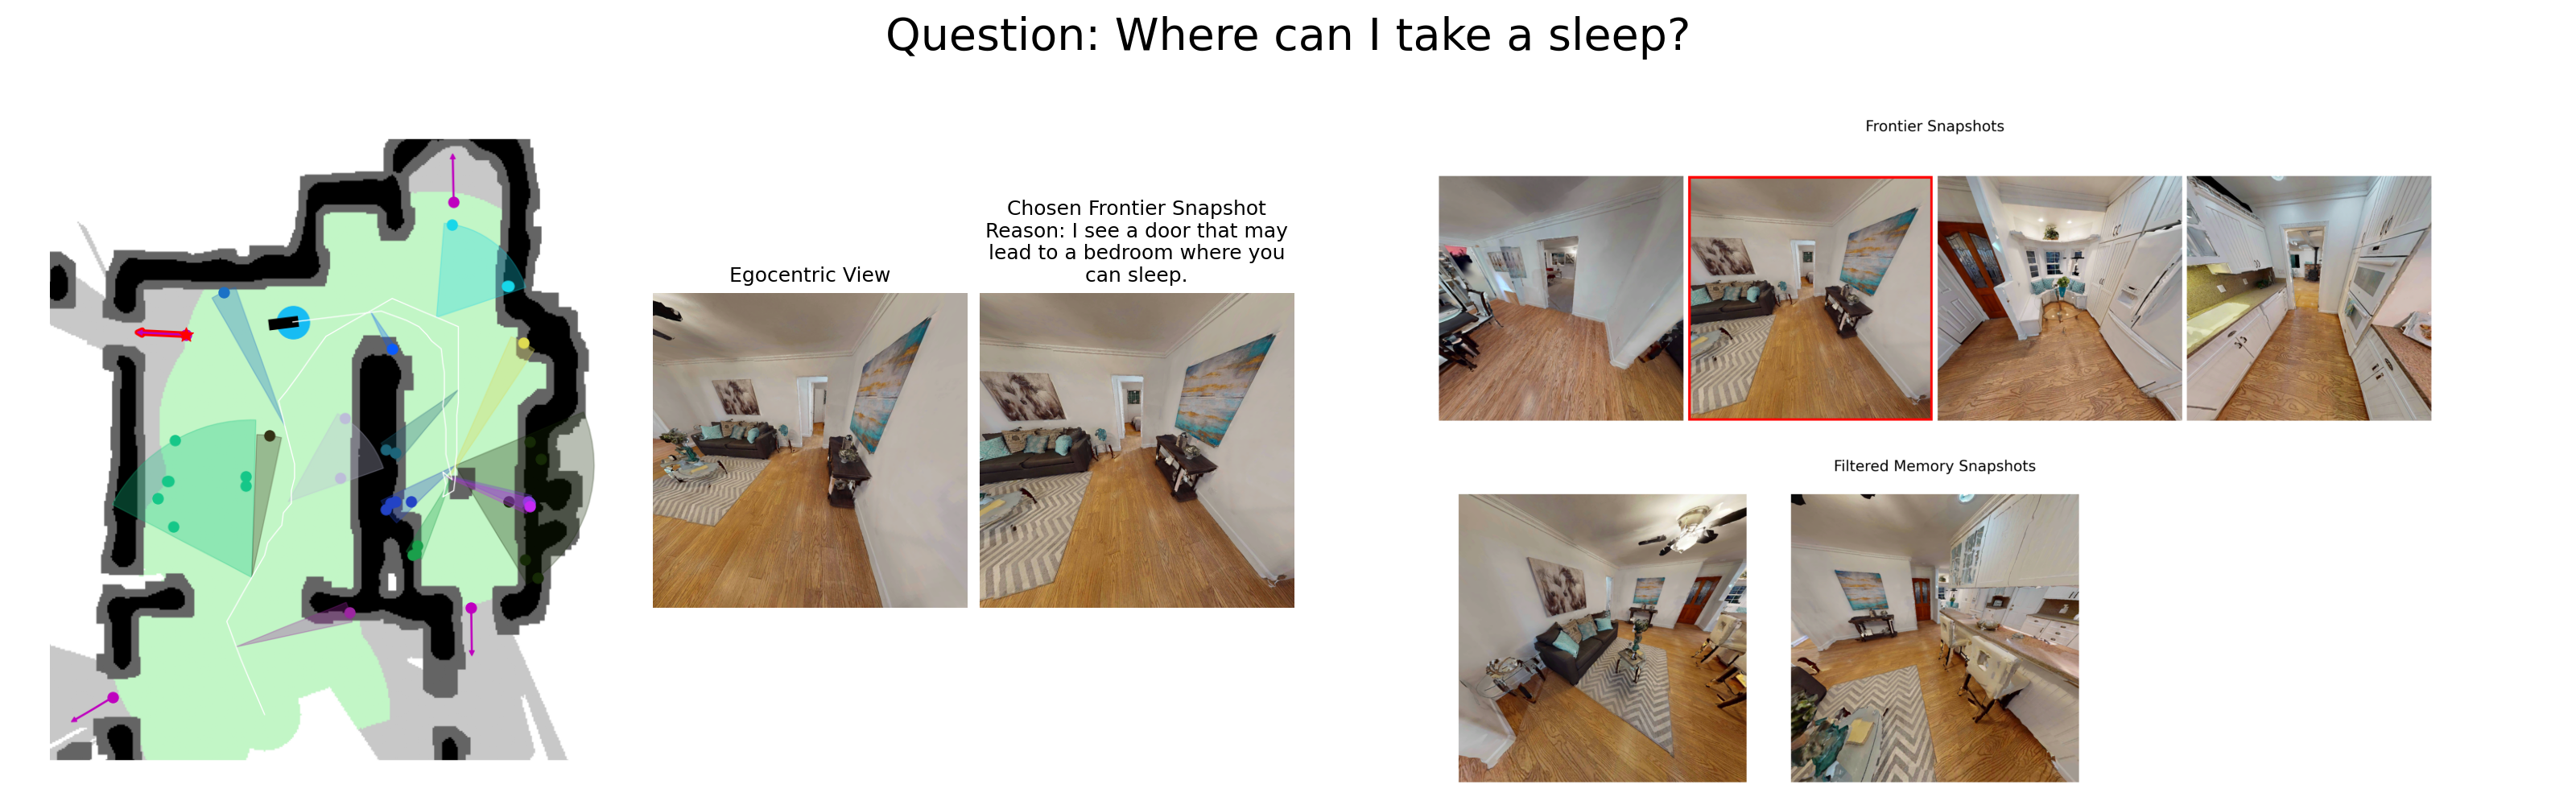 Question: Where can I take a sleep?
Frontier Snapshots
Chosen Frontier Snapshot
Reason: I see a door that may
lead to a bedroom where you
can sleep.
Egocentric View
Filtered Memory Snapshots